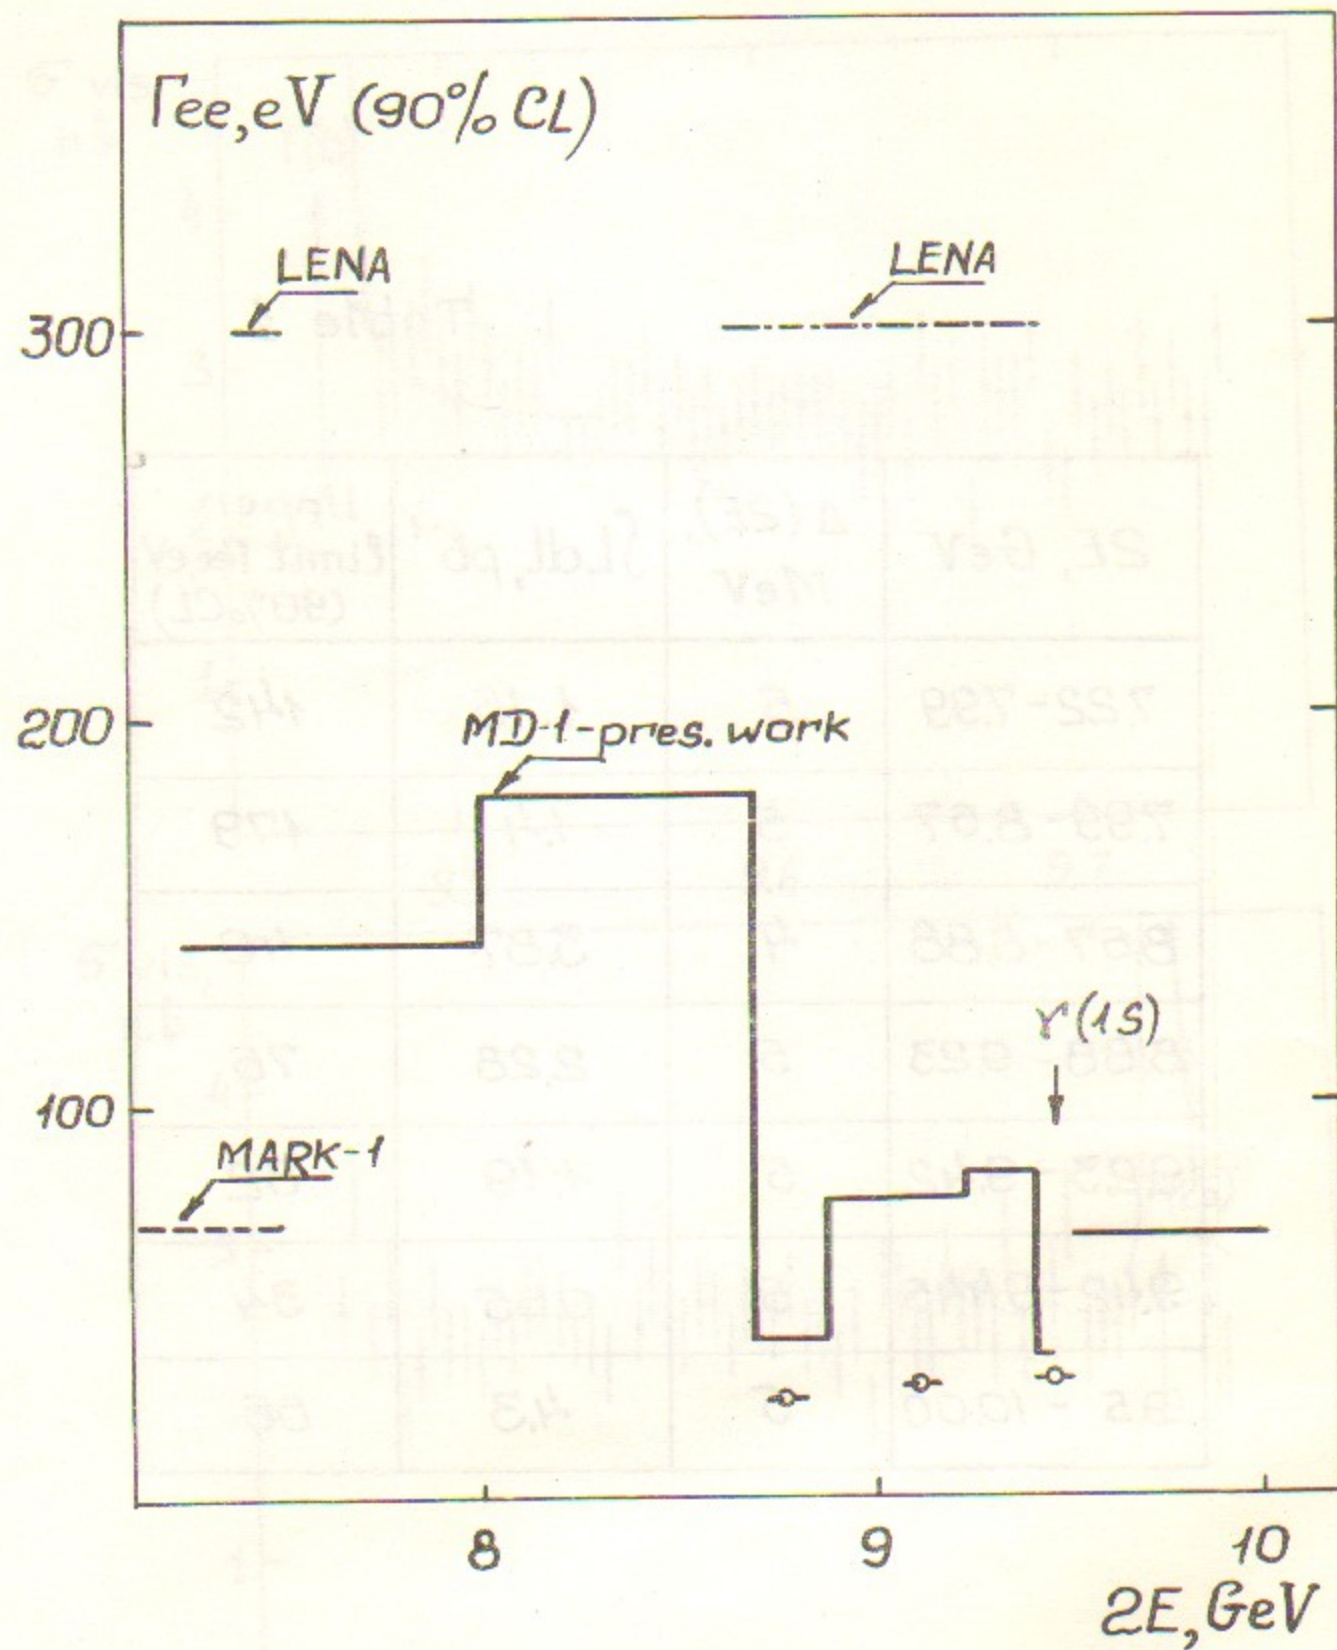 Γee, eV (90% CL)
LENA
LENA
300
200
MD-1-pres. work
ϒ(1S)
100
MARK-1
8
9
10
2E, GeV